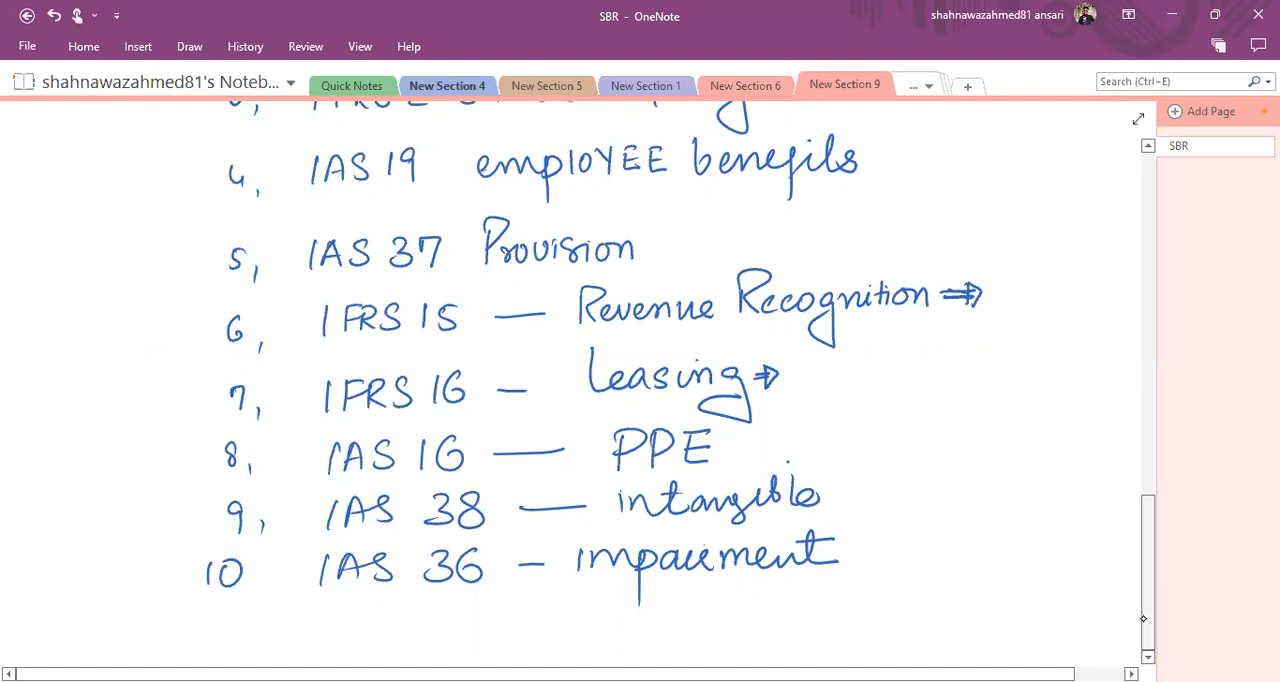 SBR - OneNote
shahnawazahmed81 ansari
File Home Insert Draw History Review View Help
shahnawazahmed81's Noteb...
Quick Notes New Section 4 New Section 5 New Section 1 New Section 6 New Section 9 ...
Search (Ctrl+E)
Add Page
SBR
4, IAS 19 employEE benefits
5, IAS 37 Provision
6, IFRS 15 — Revenue Recognition ⇒
7, IFRS 16 - Leasing ⇒
8, IAS 16 — PPE
9, IAS 38 — intangible
10 IAS 36 - impairment